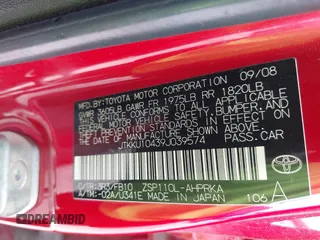 MFD.BY:TOYOTA MOTOR CORPORATION 09/08
GVWR 3405LB GAWR FR 1975LB RR 1820LB
THIS VEHICLE CONFORMS TO ALL APPLICABLE
FEDERAL MOTOR VEHICLE SAFETY, BUMPER, AND
THEFT PREVENTION STANDARDS IN EFFECT ON
THE DATE OF MANUFACTURE SHOWN ABOVE.
JTKKU10439J039574 PASS-CAR
C/TR:3R3/FB10 ZSP110L-AHPRKA
A/TM:-02A/U341E MADE IN JAPAN
TOYOTA
106 A
DREAMBID